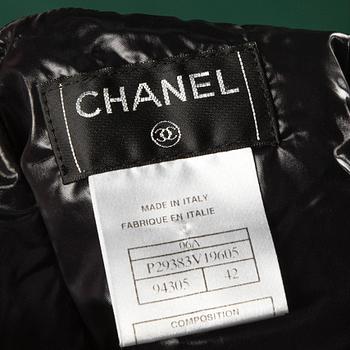 CHANEL
MADE IN ITALY
FABRIQUE EN ITALIE
06A
P29383V19605
94305 42
COMPOSITION